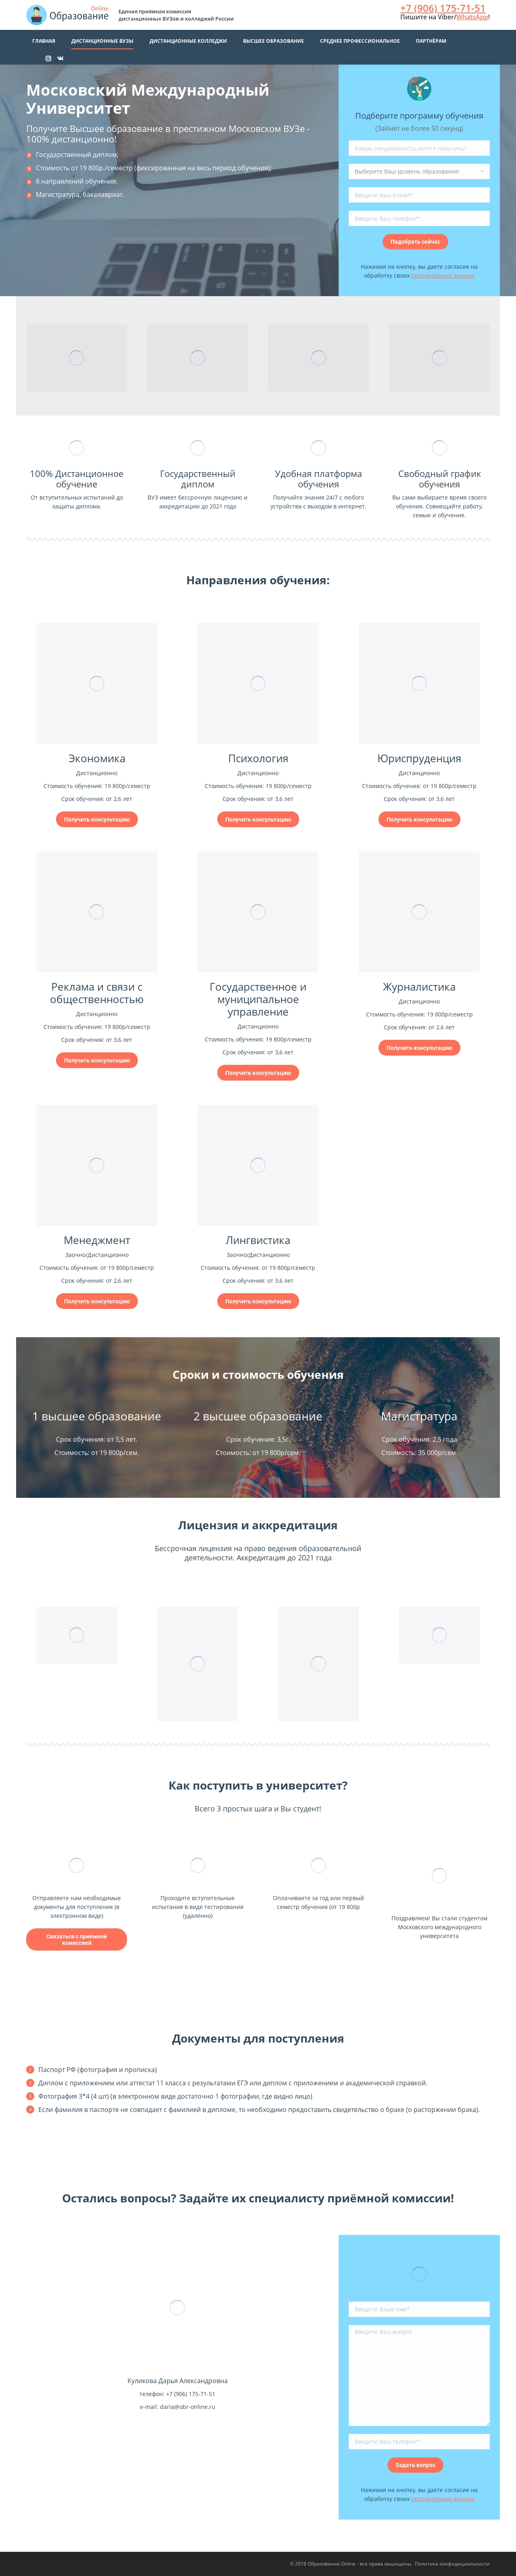 Online
Образование
Единая приёмная комиссия
дистанционных ВУЗов и колледжей России
+7 (906) 175-71-51
Пишите на Viber/WhatsApp!
ГЛАВНАЯ
ДИСТАНЦИОННЫЕ ВУЗЫ
ДИСТАНЦИОННЫЕ КОЛЛЕДЖИ
ВЫСШЕЕ ОБРАЗОВАНИЕ
СРЕДНЕЕ ПРОФЕССИОНАЛЬНОЕ
ПАРТНЁРАМ
Московский Международный
Университет
Получите Высшее образование в престижном Московском ВУЗе -
100% дистанционно!
Государственный диплом;
Стоимость от 19 800р./семестр (фиксированная на весь период обучения);
8 направлений обучения;
Магистратура, бакалавриат.
Подберите программу обучения
(Займёт не более 50 секунд)
Какую специальность хотите получить?
Выберите Ваш уровень образования:
Введите Ваш e-mail*:
Введите Ваш телефон*:
Подобрать сейчас
Нажимая на кнопку, вы даете согласие на
обработку своих персональных данных
100% Дистанционное
обучение
От вступительных испытаний до
защиты диплома.
Государственный
диплом
ВУЗ имеет бессрочную лицензию и
аккредитацию до 2021 года
Удобная платформа
обучения
Получайте знания 24/7 с любого
устройства с выходом в интернет.
Свободный график
обучения
Вы сами выбираете время своего
обучения. Совмещайте работу,
семью и обучение.
Направления обучения:
Экономика
Дистанционно
Стоимость обучения: 19 800р/семестр
Срок обучения: от 2,6 лет
Получить консультацию
Психология
Дистанционно
Стоимость обучения: 19 800р/семестр
Срок обучения: от 3,6 лет
Получить консультацию
Юриспруденция
Дистанционно
Стоимость обучения: от 19 800р/семестр
Срок обучения: от 3,6 лет
Получить консультацию
Реклама и связи с
общественностью
Дистанционно
Стоимость обучения: 19 800р/семестр
Срок обучения: от 3,6 лет
Получить консультацию
Государственное и
муниципальное
управление
Дистанционно
Стоимость обучения: 19 800р/семестр
Срок обучения: от 3,6 лет
Получить консультацию
Журналистика
Дистанционно
Стоимость обучения: 19 800р/семестр
Срок обучения: от 2,6 лет
Получить консультацию
Менеджмент
Заочно/Дистанционно
Стоимость обучения: от 19 800р/семестр
Срок обучения: от 2,6 лет
Получить консультацию
Лингвистика
Заочно/Дистанционно
Стоимость обучения: от 19 800р/семестр
Срок обучения: от 3,6 лет
Получить консультацию
Сроки и стоимость обучения
1 высшее образование
Срок обучения: от 3,5 лет.
Стоимость: от 19 800р/сем.
2 высшее образование
Срок обучения: 3,5г.
Стоимость: от 19 800р/сем.
Магистратура
Срок обучения: 2,5 года
Стоимость: 35 000р/сем.
Лицензия и аккредитация
Бессрочная лицензия на право ведения образовательной
деятельности. Аккредитация до 2021 года
Как поступить в университет?
Всего 3 простых шага и Вы студент!
Отправляете нам необходимые
документы для поступления (в
электронном виде)
Связаться с приёмной
комиссией
Проходите вступительные
испытания в виде тестирования
(удалённо)
Оплачиваете за год или первый
семестр обучения (от 19 800р
Поздравляем! Вы стали студентом
Московского международного
университета
Документы для поступления
1 Паспорт РФ (фотография и прописка)
2 Диплом с приложением или аттестат 11 класса с результатами ЕГЭ или диплом с приложением и академической справкой.
3 Фотография 3*4 (4 шт) (в электронном виде достаточно 1 фотографии, где видно лицо)
4 Если фамилия в паспорте не совпадает с фамилией в дипломе, то необходимо предоставить свидетельство о браке (о расторжении брака).
Остались вопросы? Задайте их специалисту приёмной комиссии!
Куликова Дарья Александровна
телефон: +7 (906) 175-71-51
e-mail: daria@obr-online.ru
Введите Ваше имя*
Введите Ваш вопрос
Введите Ваш телефон*:
Задать вопрос
Нажимая на кнопку, вы даете согласие на
обработку своих персональных данных
© 2018 Образование Online - все права защищены . Политика конфиденциальности